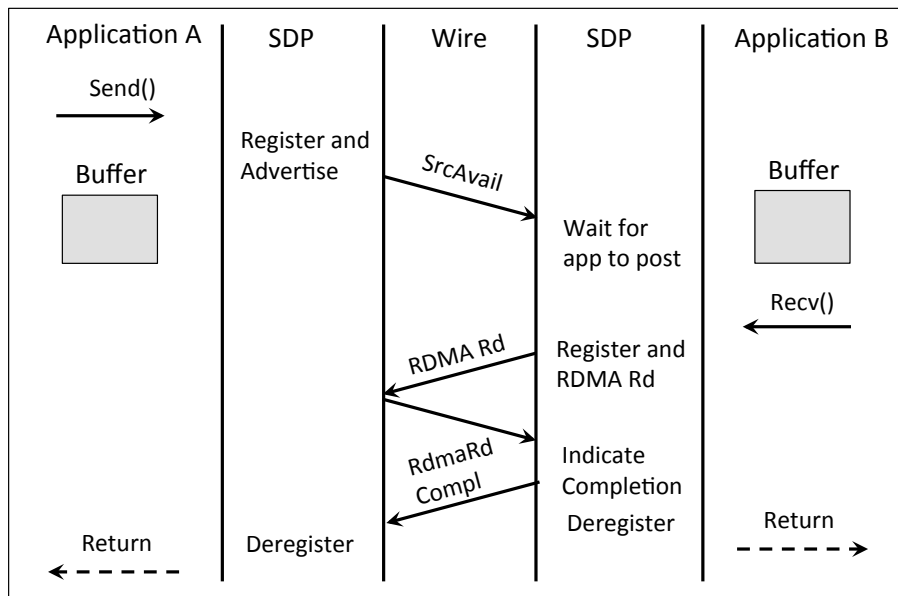 Application A
SDP
Wire
SDP
Application B
Send()
Register and
Advertise
SrcAvail
Buffer
Buffer
Wait for
app to post
Recv()
RDMA Rd
Register and
RDMA Rd
RdmaRd
Compl
Indicate
Completion
Deregister
Return
Deregister
Return